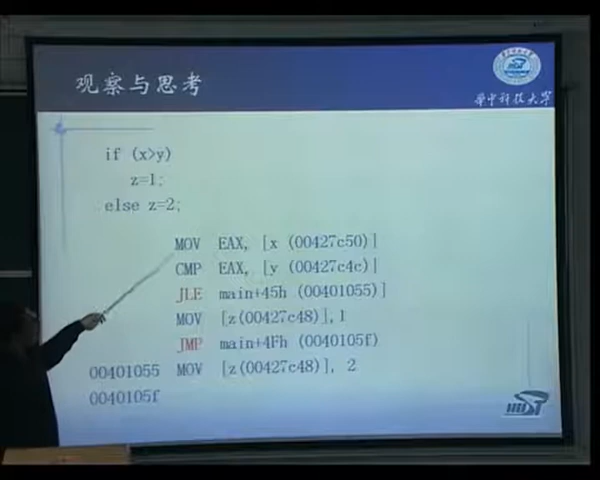 观察与思考
华中科技大学
if (x>y)
z=1;
else z=2;
MOV EAX, [x (00427c50)]
CMP EAX, [y (00427c4c)]
JLE main+45h (00401055)]
MOV [z(00427c48)],1
JMP main+4Fh (0040105f)
00401055 MOV [z(00427c48)], 2
0040105f